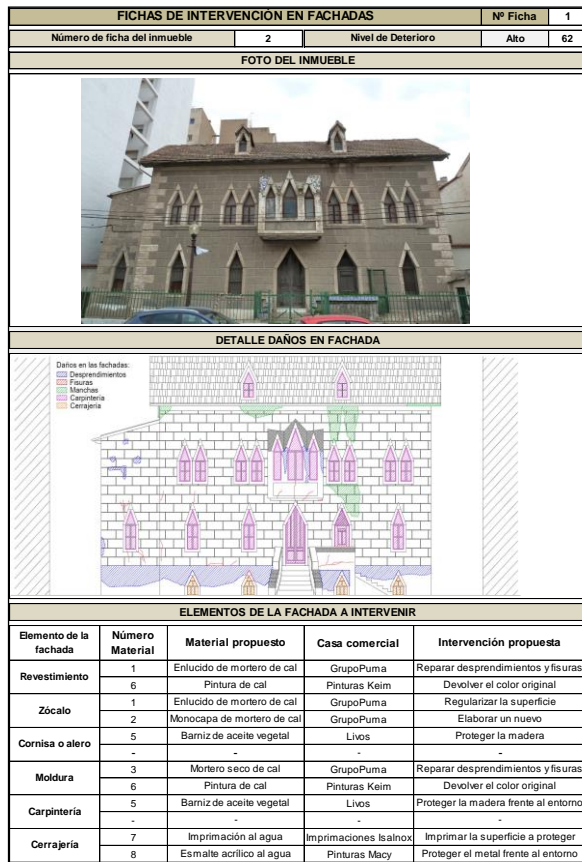 FICHAS DE INTERVENCIÓN EN FACHADAS Nº Ficha 1
Número de ficha del inmueble 2 Nivel de Deterioro Alto 62
FOTO DEL INMUEBLE
DETALLE DAÑOS EN FACHADA
Daños en las fachadas:
Desprendimientos
Fisuras
Manchas
Carpintería
Cerrajería
ELEMENTOS DE LA FACHADA A INTERVENIR
Elemento de la fachada Número Material Material propuesto Casa comercial Intervención propuesta
Revestimiento 1 Enlucido de mortero de cal GrupoPuma Reparar desprendimientos y fisuras
6 Pintura de cal Pinturas Keim Devolver el color original
Zócalo 1 Enlucido de mortero de cal GrupoPuma Regularizar la superficie
2 Monocapa de mortero de cal GrupoPuma Elaborar un nuevo
Cornisa o alero 5 Barniz de aceite vegetal Livos Proteger la madera
- - - -
Moldura 3 Mortero seco de cal GrupoPuma Reparar desprendimientos y fisuras
6 Pintura de cal Pinturas Keim Devolver el color original
Carpintería 5 Barniz de aceite vegetal Livos Proteger la madera frente al entorno
- - - -
Cerrajería 7 Imprimación al agua Imprimaciones Isalnox Imprimar la superficie a proteger
8 Esmalte acrílico al agua Pinturas Macy Proteger el metal frente al entorno